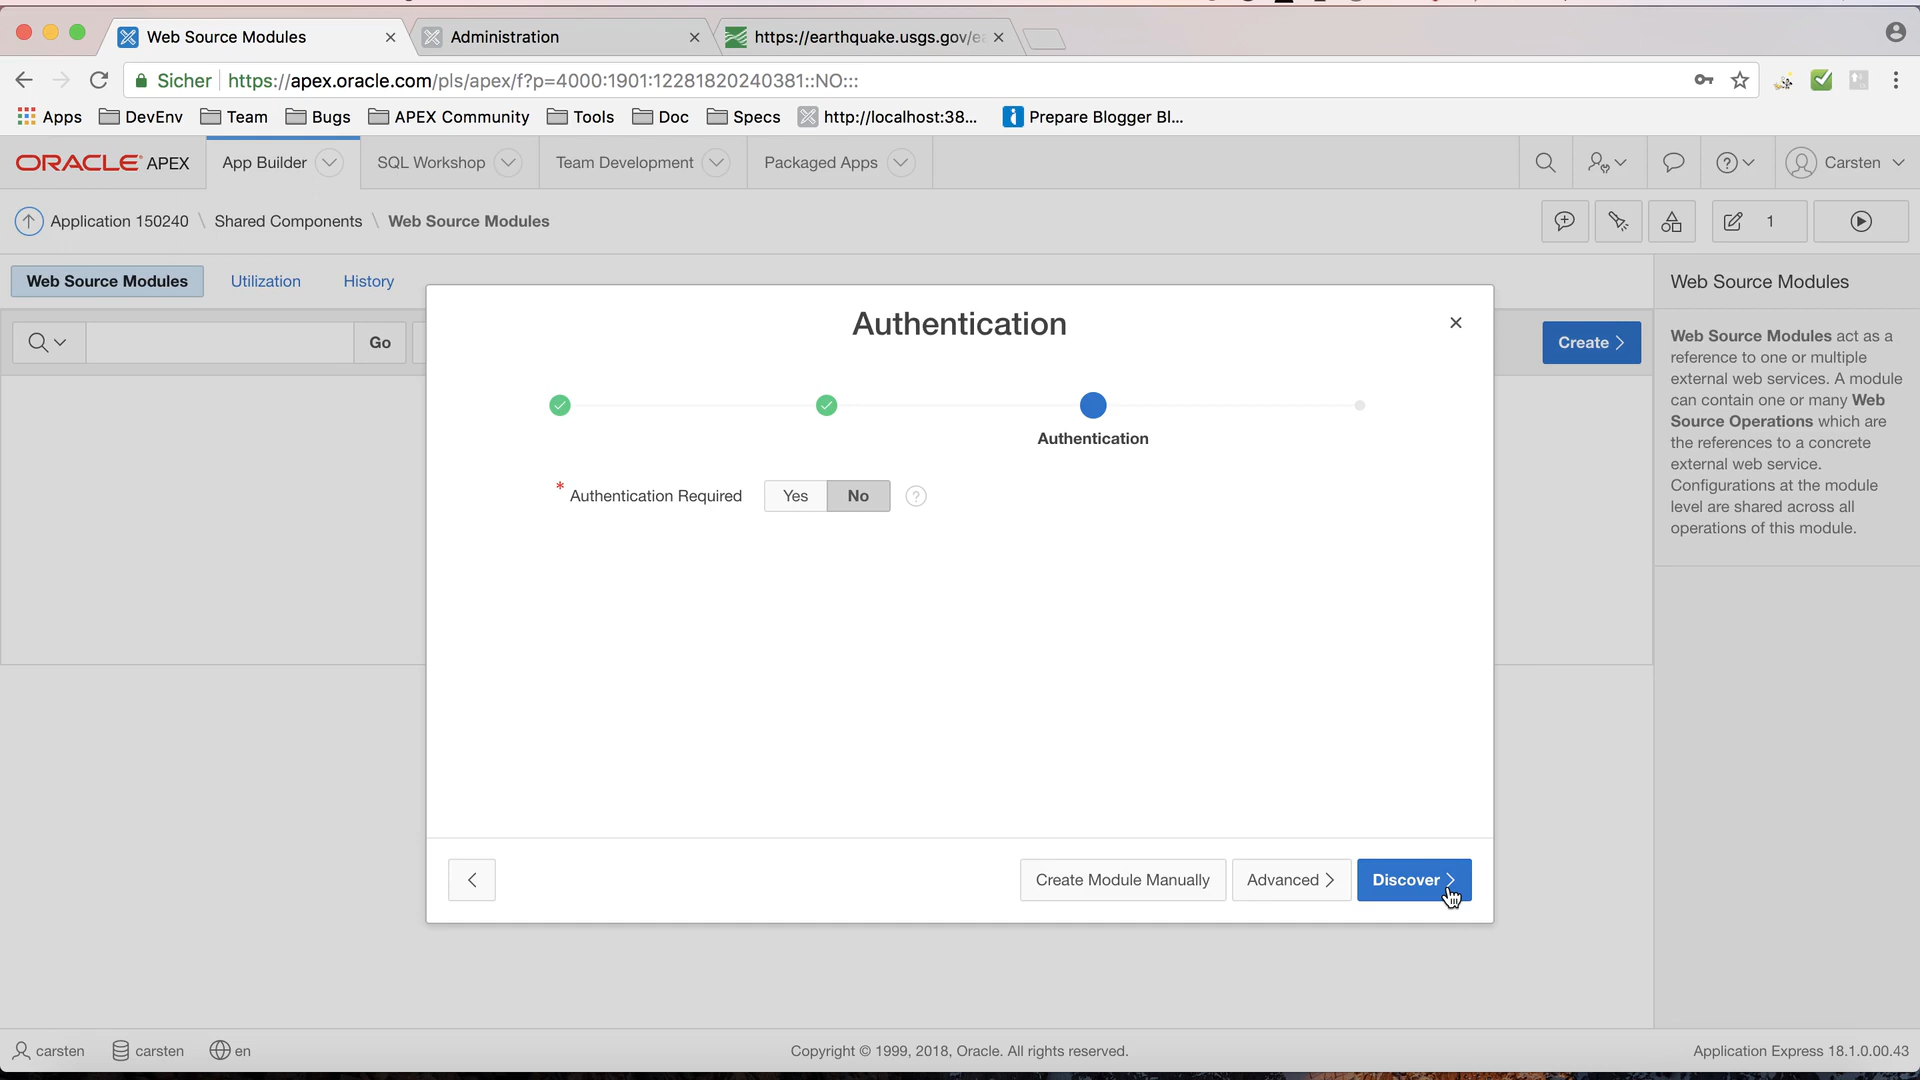 Web Source Modules
Administration
https://earthquake.usgs.gov/ea
Sicher https://apex.oracle.com/pls/apex/f?p=4000:1901:12281820240381::NO:::
Apps DevEnv Team Bugs APEX Community Tools Doc Specs http://localhost:38... Prepare Blogger Bl...
ORACLE APEX App Builder SQL Workshop Team Development Packaged Apps Carsten
Application 150240 \ Shared Components \ Web Source Modules 1
Web Source Modules Utilization History
Go
Create
Authentication
Authentication
* Authentication Required Yes No ?
Create Module Manually Advanced Discover
Web Source Modules
Web Source Modules act as a
reference to one or multiple
external web services. A module
can contain one or many Web
Source Operations which are
the references to a concrete
external web service.
Configurations at the module
level are shared across all
operations of this module.
carsten carsten en
Copyright © 1999, 2018, Oracle. All rights reserved.
Application Express 18.1.0.00.43